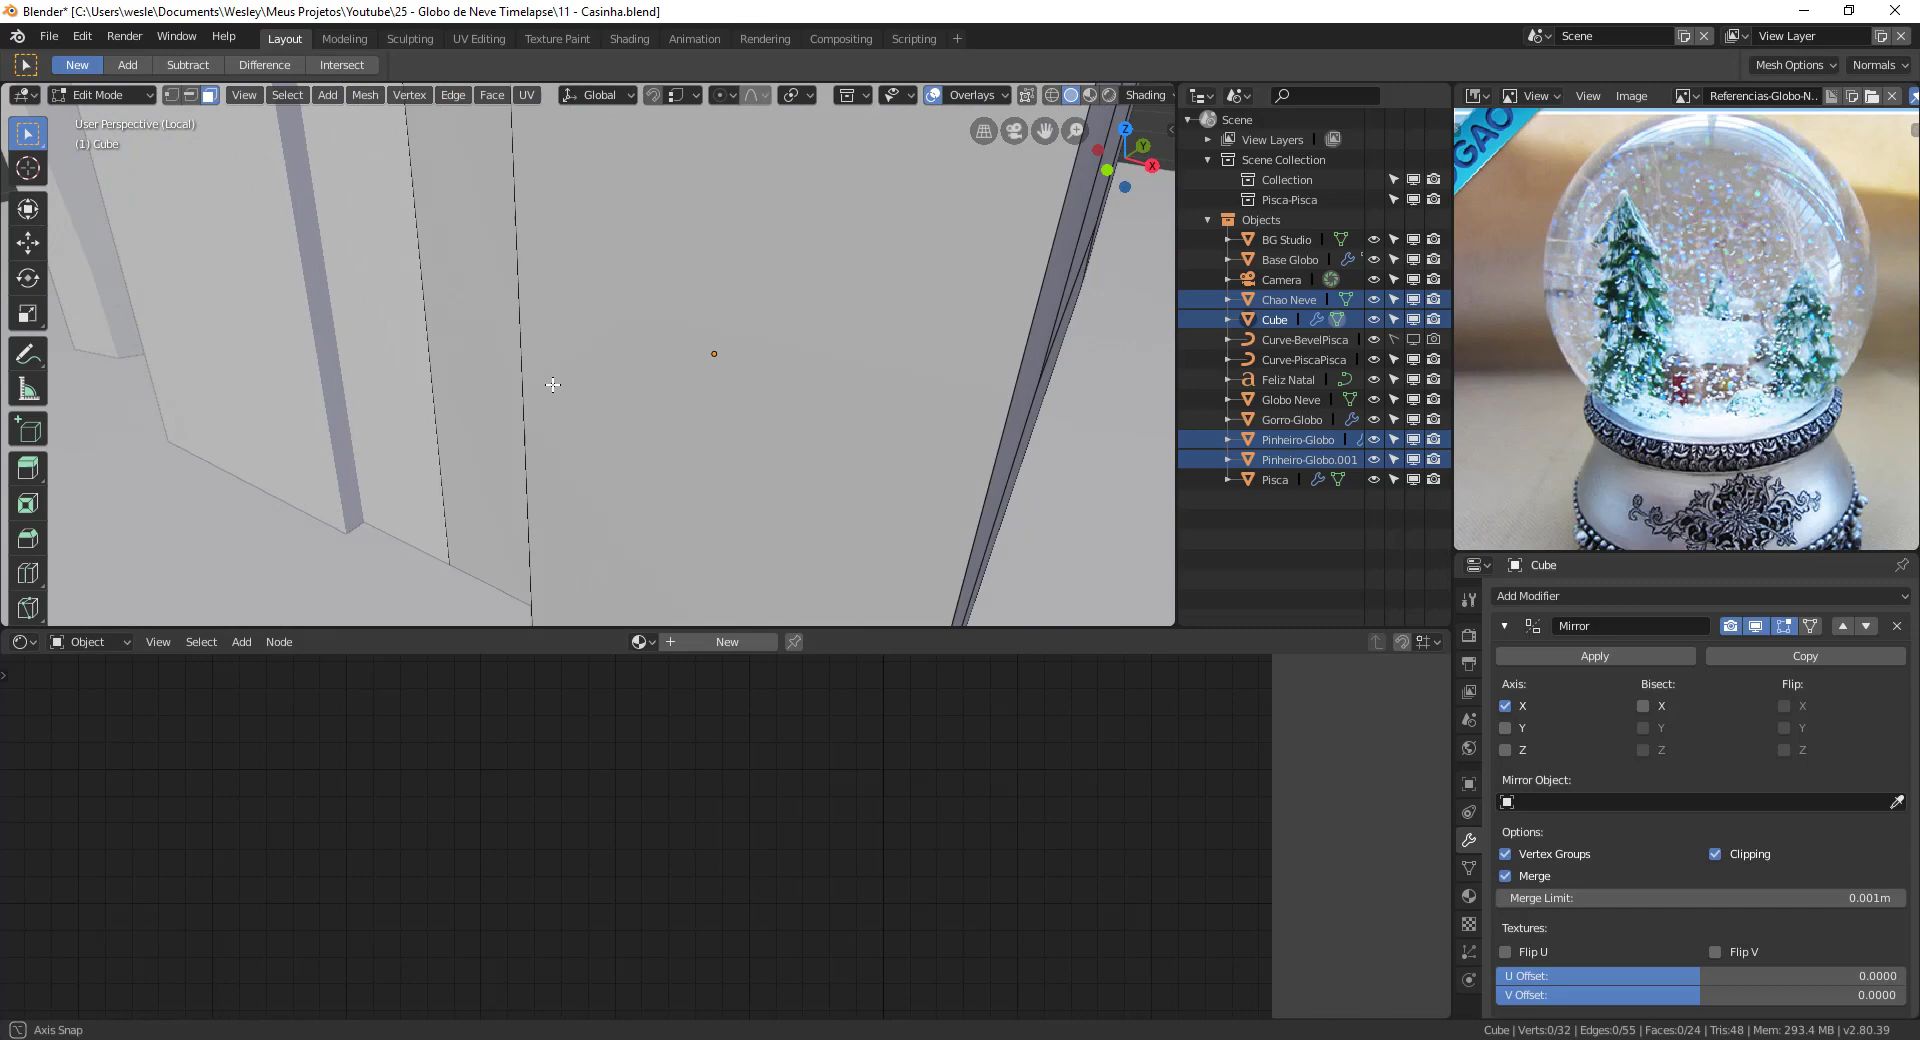 Blender* [C:\Users\wesle\Documents\Wesley\Meus Projetos\Youtube\25 - Globo de Neve Timelapse\11 - Casinha.blend]
File Edit Render Window Help Layout Modeling Sculpting UV Editing Texture Paint Shading Animation Rendering Compositing Scripting Scene View Layer
New Add Subtract Difference Intersect Mesh Options Normals
Edit Mode View Select Add Mesh Vertex Edge Face UV Global Overlays Shading
View View Image Referencias-Globo-N..
User Perspective (Local)
(1) Cube
Z
Y
X
Scene
View Layers
Scene Collection
Collection
Pisca-Pisca
Objects
BG Studio
Base Globo
Camera
Chao Neve
Cube
Curve-BevelPisca
Curve-PiscaPisca
Feliz Natal
Globo Neve
Gorro-Globo
Pinheiro-Globo
Pinheiro-Globo.001
Pisca
GAO
Cube
Add Modifier
Mirror
Apply Copy
Axis: Bisect: Flip:
X X X
Y Y Y
Z Z Z
Mirror Object:
Options:
Vertex Groups Clipping
Merge
Merge Limit: 0.001m
Textures:
Flip U Flip V
U Offset: 0.0000
V Offset: 0.0000
Object View Select Add Node New
Axis Snap
Cube | Verts:0/32 | Edges:0/55 | Faces:0/24 | Tris:48 | Mem: 293.4 MB | v2.80.39